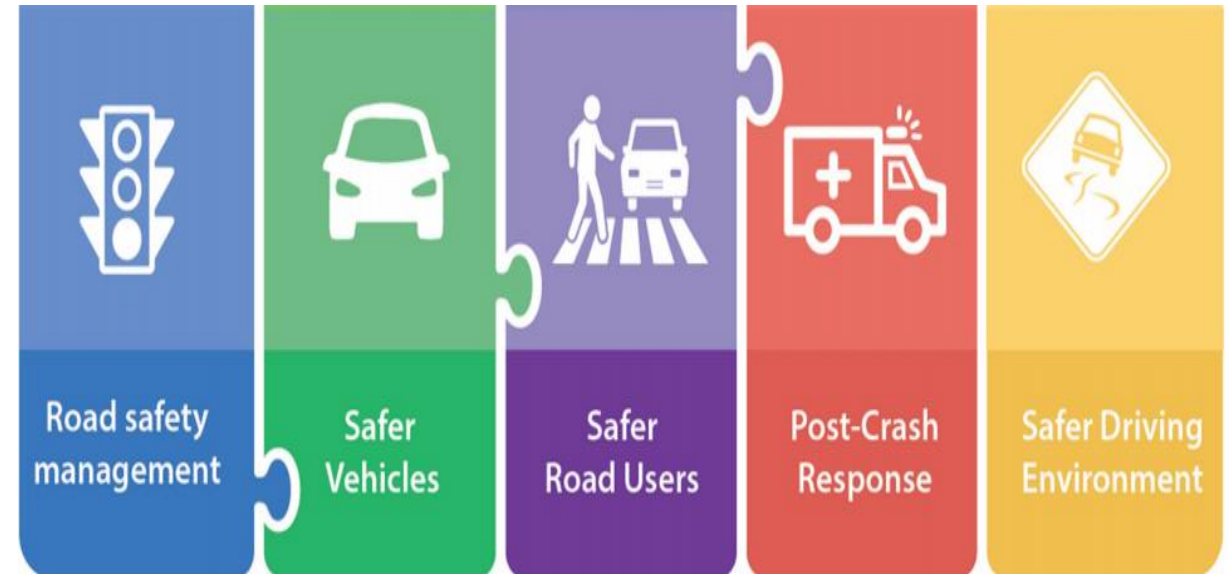 Road safety
management
Safer
Vehicles
Safer
Road Users
Post-Crash
Response
Safer Driving
Environment